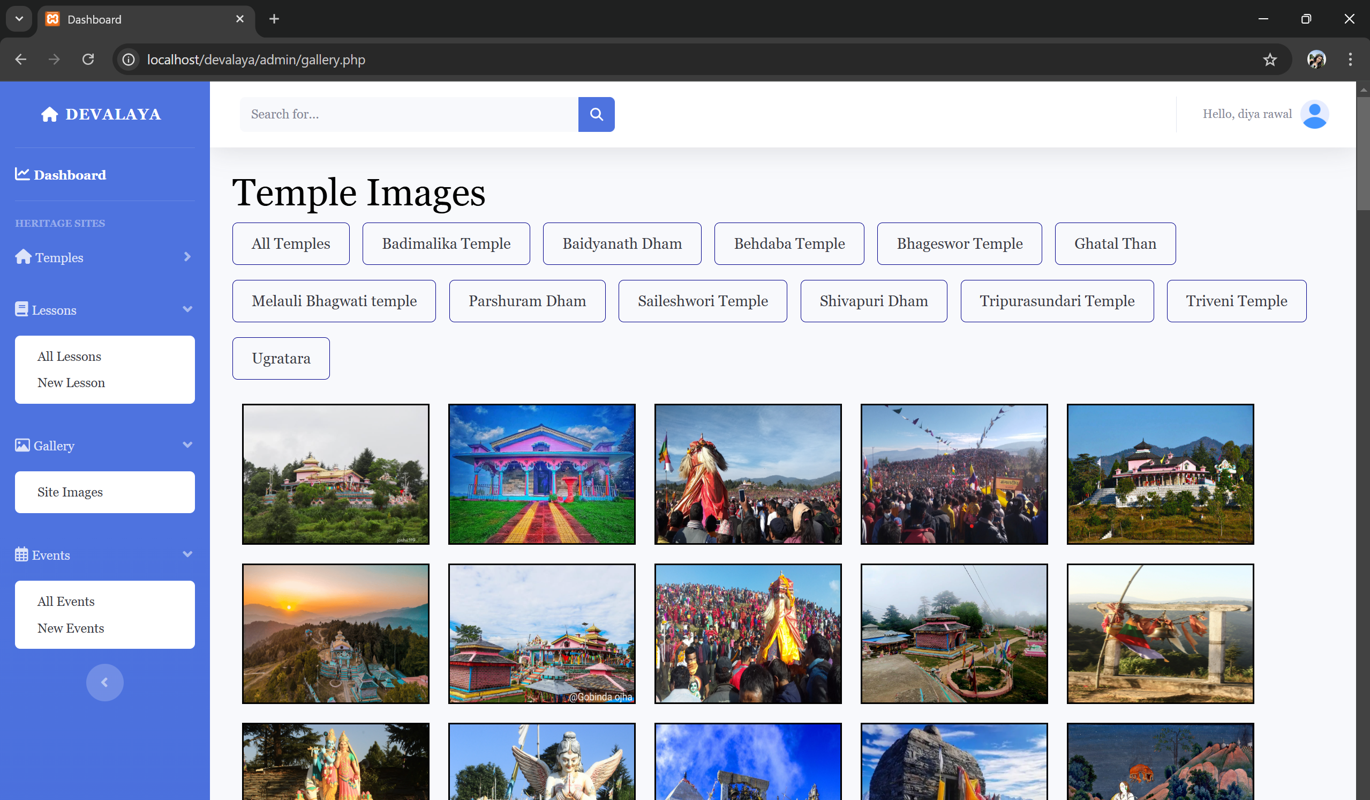 Dashboard
localhost/devalaya/admin/gallery.php
DEVALAYA
Search for...
Hello, diya rawal
Dashboard
HERITAGE SITES
Temples
Lessons
All Lessons
New Lesson
Gallery
Site Images
Events
All Events
New Events
Temple Images
All Temples
Badimalika Temple
Baidyanath Dham
Behdaba Temple
Bhageswor Temple
Ghatal Than
Melauli Bhagwati temple
Parshuram Dham
Saileshwori Temple
Shivapuri Dham
Tripurasundari Temple
Triveni Temple
Ugratara
@Gobinda ojha